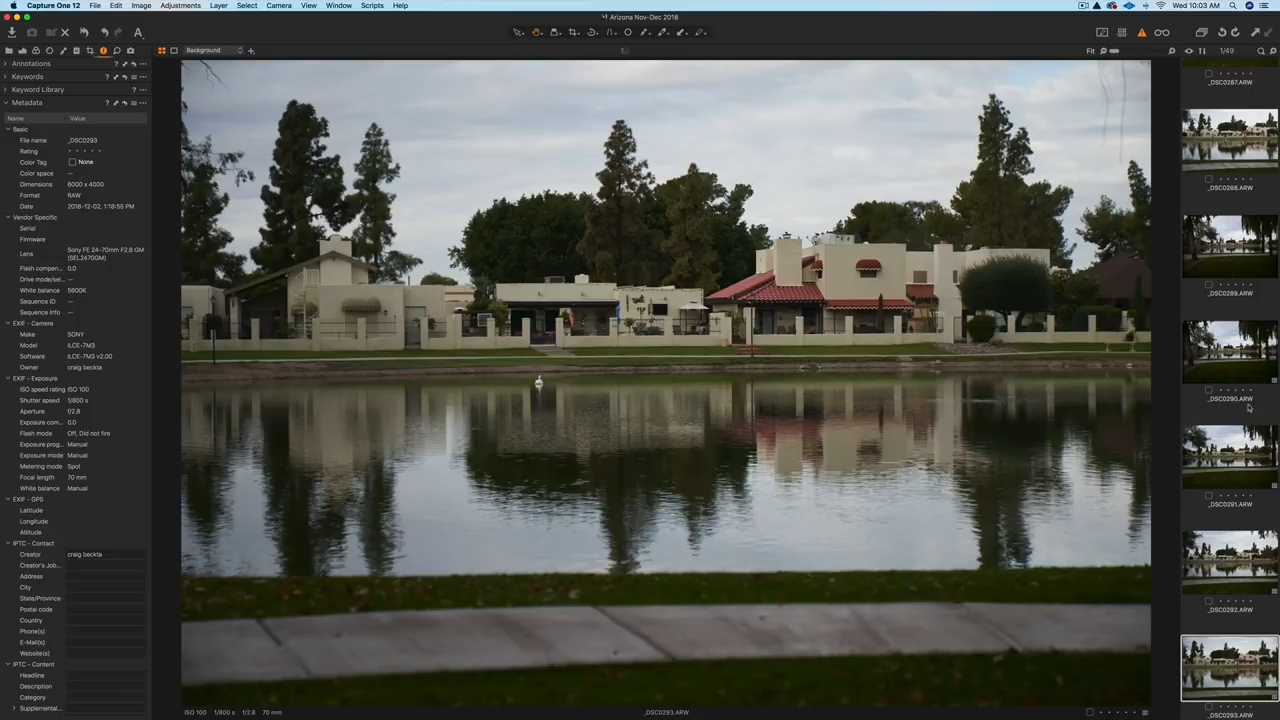 Capture One 12 File Edit Image Adjustments Layer Select Camera View Window Scripts Help Wed 10:03 AM
Arizona Nov-Dec 2018
Background Fit 1/49
Annotations
Keywords
Keyword Library
Metadata
Name Value
Basic
File name _DSC0293
Rating
Color Tag None
Color space --
Dimensions 6000 x 4000
Format RAW
Date 2018-12-02, 1:18:55 PM
Vendor Specific
Serial
Firmware
Lens Sony FE 24-70mm F2.8 GM (SEL2470GM)
Flash compen... 0.0
Drive mode/sel... --
White balance 5600K
Sequence ID --
Sequence Info --
EXIF - Camera
Make SONY
Model ILCE-7M3
Software ILCE-7M3 v2.00
Owner craig beckta
EXIF - Exposure
ISO speed rating ISO 100
Shutter speed 1/800 s
Aperture f/2.8
Exposure com... 0.0
Flash mode Off, Did not fire
Exposure prog... Manual
Exposure mode Manual
Metering mode Spot
Focal length 70 mm
White balance Manual
EXIF - GPS
Latitude
Longitude
Altitude
IPTC - Contact
Creator craig beckta
Creator's Job...
Address
City
State/Province
Postal code
Country
Phone(s)
E-Mail(s)
Website(s)
IPTC - Content
Headline
Description
Category
Supplemental...
ISO 100 1/800 s f/2.8 70 mm _DSC0293.ARW
_DSC0287.ARW
_DSC0288.ARW
_DSC0289.ARW
_DSC0290.ARW
_DSC0291.ARW
_DSC0292.ARW
_DSC0293.ARW